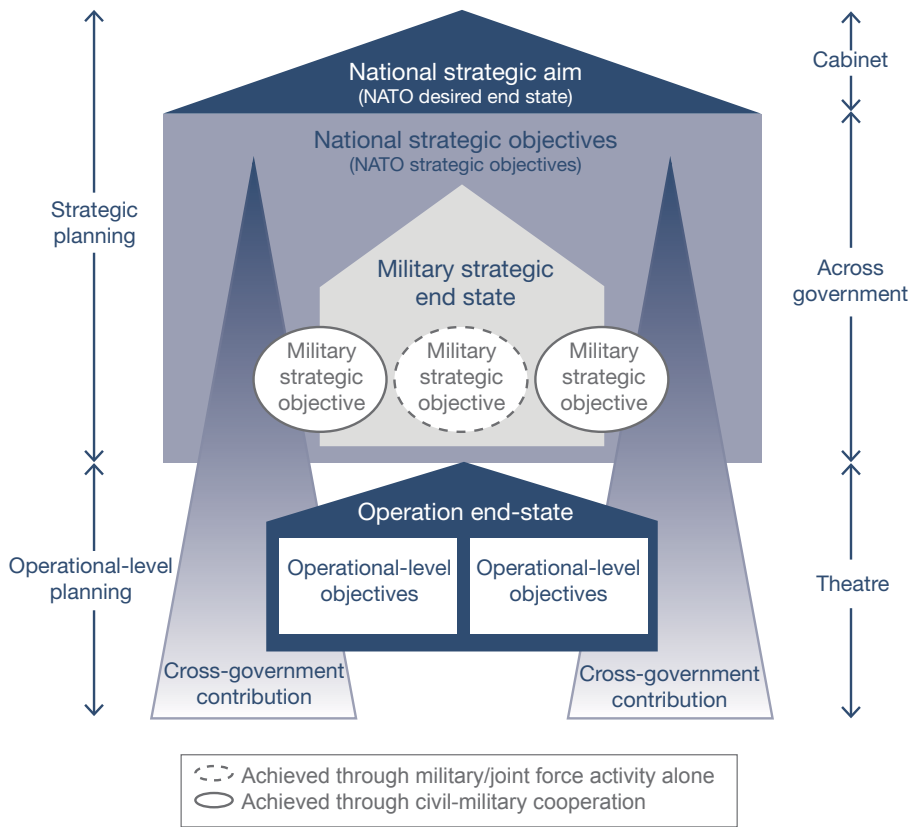 National strategic aim
(NATO desired end state)
Cabinet
National strategic objectives
(NATO strategic objectives)
Strategic
planning
Across
government
Military strategic
end state
Military
strategic
objective
Military
strategic
objective
Military
strategic
objective
Operation end-state
Operational-level
objectives
Operational-level
objectives
Operational-level
planning
Theatre
Cross-government
contribution
Cross-government
contribution
Achieved through military/joint force activity alone
Achieved through civil-military cooperation